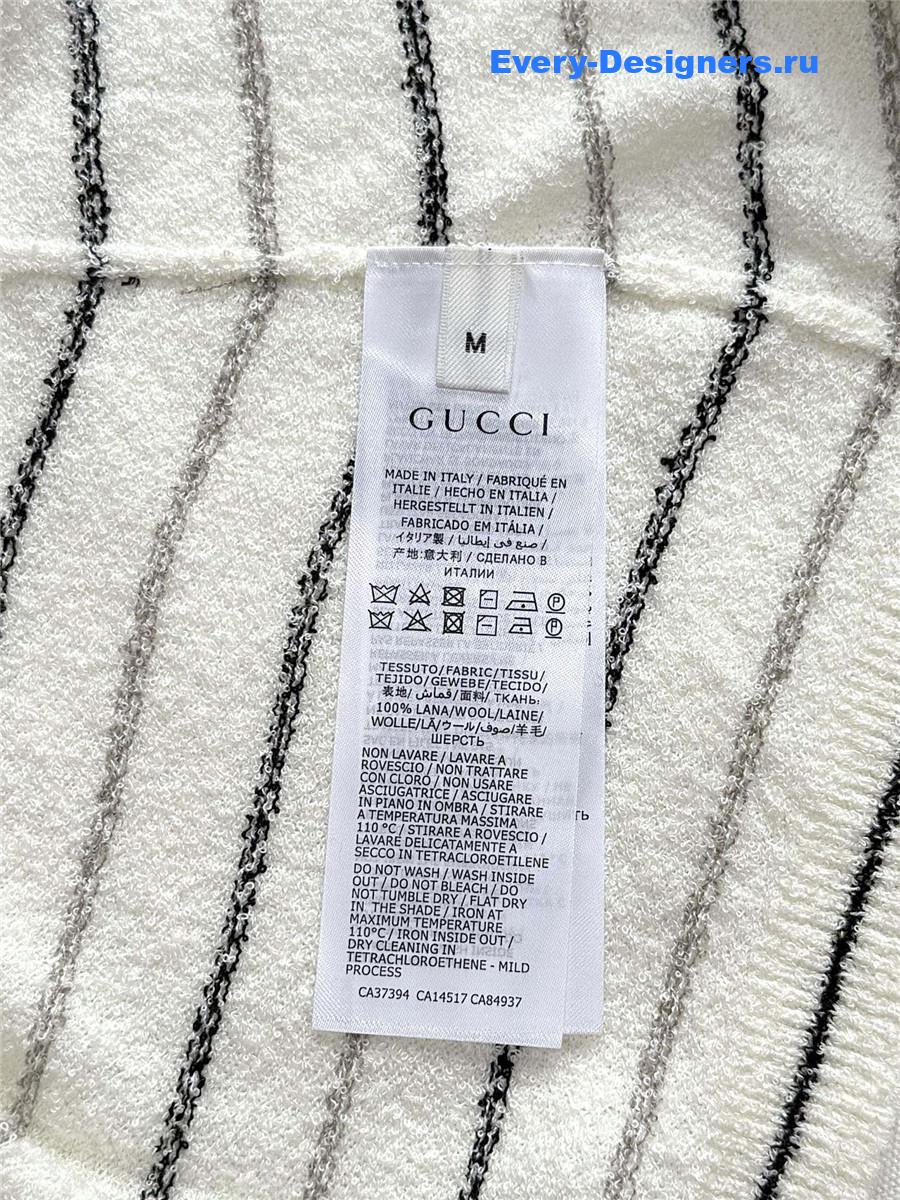 Every-Designers.ru
M
GUCCI
MADE IN ITALY / FABRIQUÉ EN
ITALIE / HECHO EN ITALIA /
HERGESTELLT IN ITALIEN /
FABRICADO EM ITÁLIA /
イタリア製 / صنع في إيطاليا /
产地:意大利 / СДЕЛАНО В
ИТАЛИИ
TESSUTO/FABRIC/TISSU/
TEJIDO/GEWEBE/TECIDO/
表地/قماش/面料/ ТКАНЬ:
100% LANA/WOOL/LAINE/
WOLLE/LÃ/ウール/صوف/羊毛/
ШЕРСТЬ
NON LAVARE / LAVARE A
ROVESCIO / NON TRATTARE
CON CLORO / NON USARE
ASCIUGATRICE / ASCIUGARE
IN PIANO IN OMBRA / STIRARE
A TEMPERATURA MASSIMA
110 °C / STIRARE A ROVESCIO /
LAVARE DELICATAMENTE A
SECCO IN TETRACLOROETILENE
DO NOT WASH / WASH INSIDE
OUT / DO NOT BLEACH / DO
NOT TUMBLE DRY / FLAT DRY
IN THE SHADE / IRON AT
MAXIMUM TEMPERATURE
110°C / IRON INSIDE OUT /
DRY CLEANING IN
TETRACHLOROETHENE - MILD
PROCESS
CA37394 CA14517 CA84937